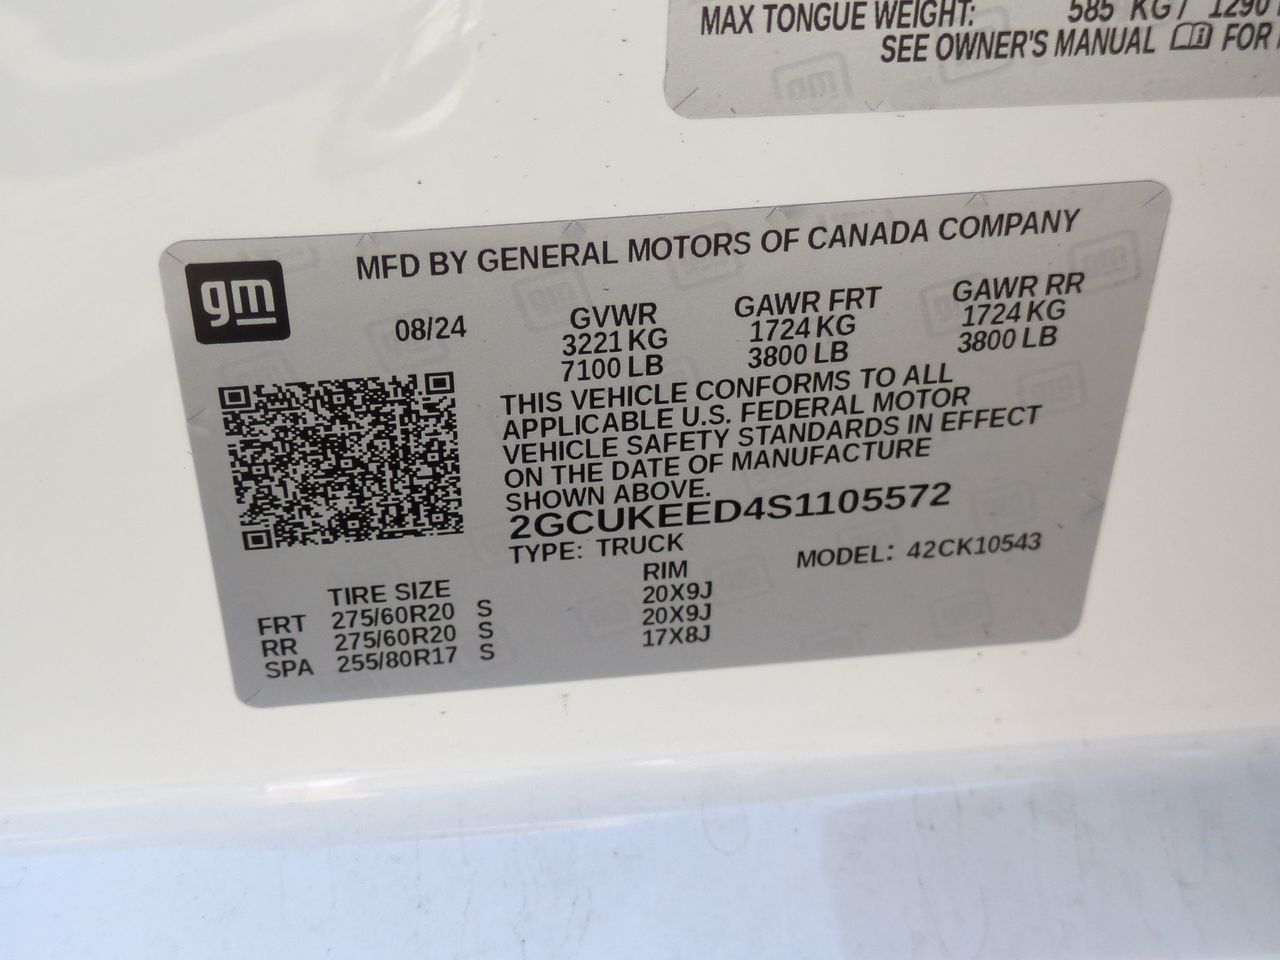 MAX TONGUE WEIGHT: 585 KG / 1290
SEE OWNER'S MANUAL FOR
gm
MFD BY GENERAL MOTORS OF CANADA COMPANY
08/24
GVWR GAWR FRT GAWR RR
3221 KG 1724 KG 1724 KG
7100 LB 3800 LB 3800 LB
THIS VEHICLE CONFORMS TO ALL
APPLICABLE U.S. FEDERAL MOTOR
VEHICLE SAFETY STANDARDS IN EFFECT
ON THE DATE OF MANUFACTURE
SHOWN ABOVE.
2GCUKEED4S1105572
TYPE: TRUCK MODEL: 42CK10543
TIRE SIZE RIM
FRT 275/60R20 S 20X9J
RR 275/60R20 S 20X9J
SPA 255/80R17 S 17X8J